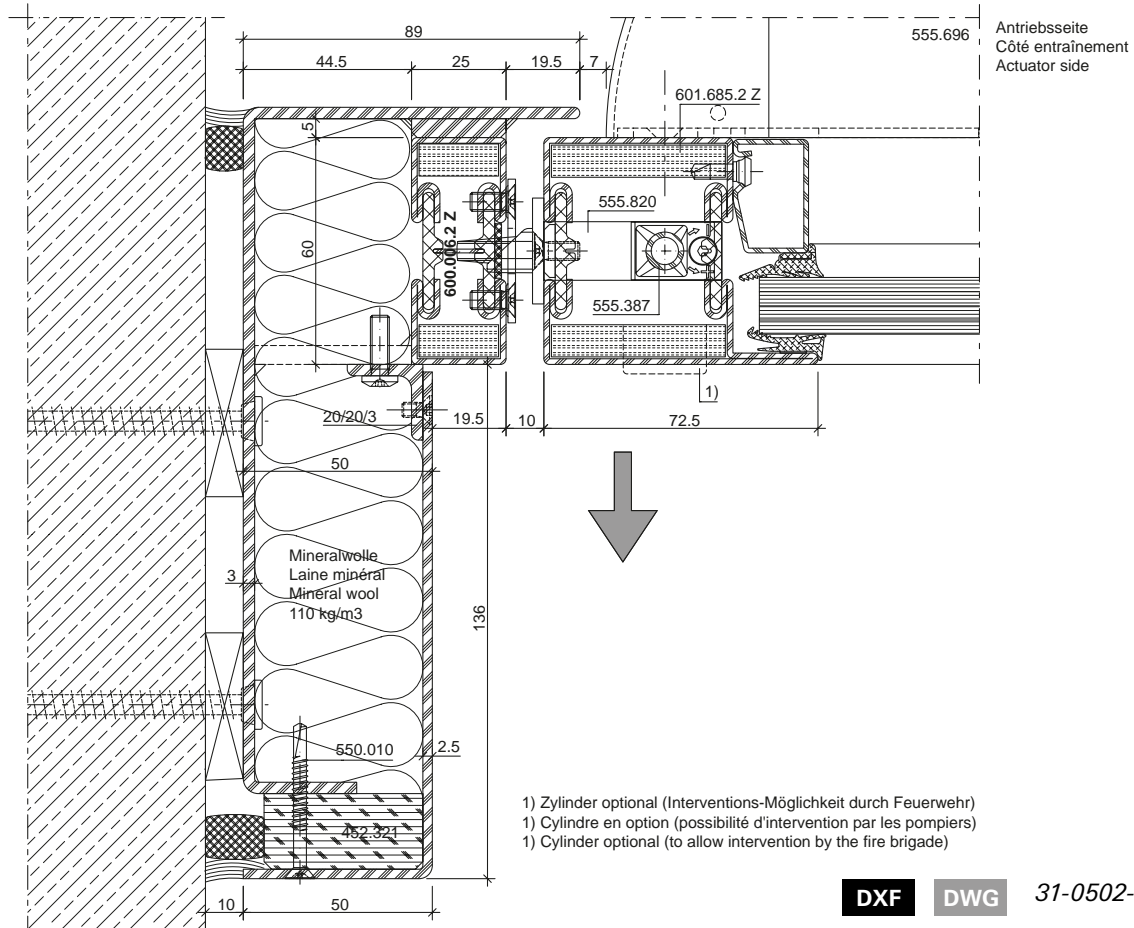 89
44.5 25 19.5 7
555.696
Antriebsseite
Côté entraînement
Actuator side
601.685.2 Z
5
60
600.006.2 Z
555.820
555.387
1)
20/20/3
19.5 10 72.5
50
Mineralwolle
Laine minéral
Mineral wool
110 kg/m3
3
136
550.010
2.5
452.321
1) Zylinder optional (Interventions-Möglichkeit durch Feuerwehr)
1) Cylindre en option (possibilité d'intervention par les pompiers)
1) Cylinder optional (to allow intervention by the fire brigade)
10 50
DXF DWG 31-0502-